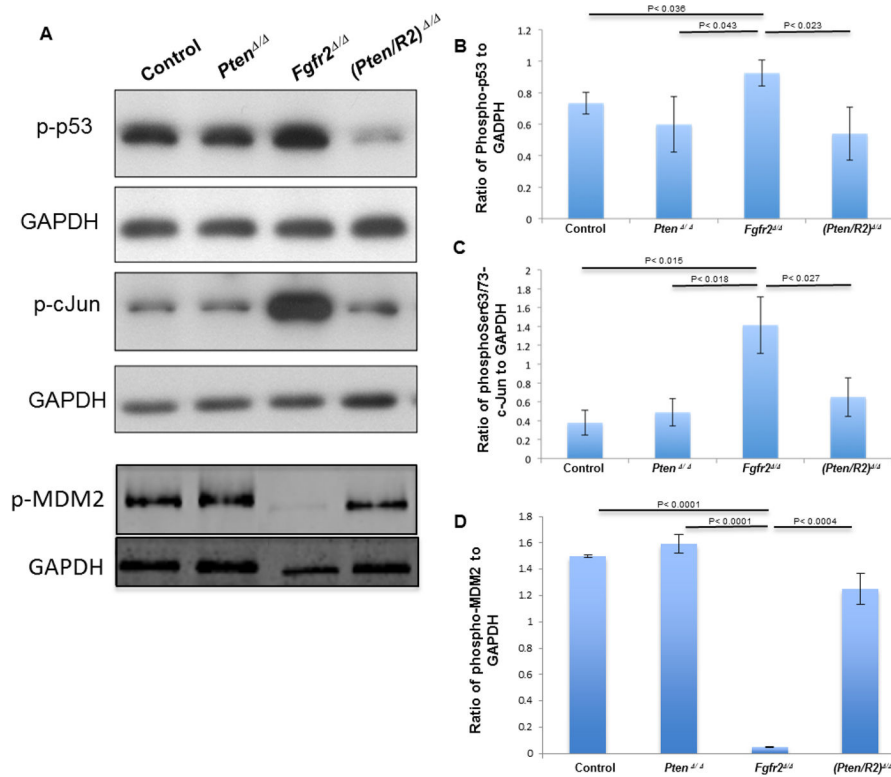 A
Control
Pten^Δ/Δ
Fgfr2^Δ/Δ
(Pten/R2)^Δ/Δ
p-p53
GAPDH
p-cJun
GAPDH
p-MDM2
GAPDH
B
P< 0.036
P< 0.043
P< 0.023
Ratio of Phospho-p53 to
GADPH
1.2
1
0.8
0.6
0.4
0.2
0
Control
Pten^Δ/Δ
Fgfr2^Δ/Δ
(Pten/R2)^Δ/Δ
C
P< 0.015
P< 0.018
P< 0.027
Ratio of phosphoSer63/73-
c-Jun to GAPDH
2
1.8
1.6
1.4
1.2
1
0.8
0.6
0.4
0.2
0
Control
Pten^Δ/Δ
Fgfr2^Δ/Δ
(Pten/R2)^Δ/Δ
D
P< 0.0001
P< 0.0001
P< 0.0004
Ratio of phospho-MDM2 to
GAPDH
1.8
1.6
1.4
1.2
1
0.8
0.6
0.4
0.2
0
Control
Pten^Δ/Δ
Fgfr2^Δ/Δ
(Pten/R2)^Δ/Δ